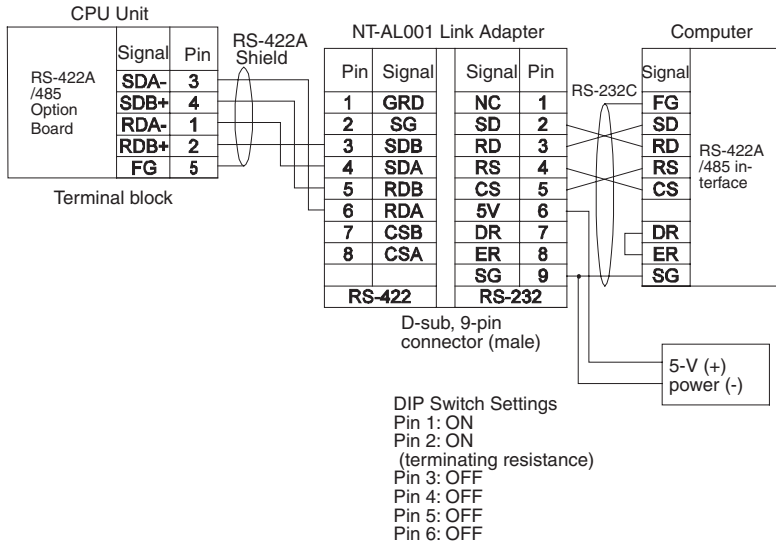 CPU Unit
RS-422A
/485
Option
Board
Signal Pin
SDA- 3
SDB+ 4
RDA- 1
RDB+ 2
FG 5
Terminal block
RS-422A
Shield
NT-AL001 Link Adapter
Pin Signal
1 GRD
2 SG
3 SDB
4 SDA
5 RDB
6 RDA
7 CSB
8 CSA
RS-422
Signal Pin
NC 1
SD 2
RD 3
RS 4
CS 5
5V 6
DR 7
ER 8
SG 9
RS-232
D-sub, 9-pin
connector (male)
RS-232C
Computer
Signal
FG
SD
RD
RS
CS
DR
ER
SG
RS-422A
/485 in-
terface
5-V (+)
power (-)
DIP Switch Settings
Pin 1: ON
Pin 2: ON
(terminating resistance)
Pin 3: OFF
Pin 4: OFF
Pin 5: OFF
Pin 6: OFF